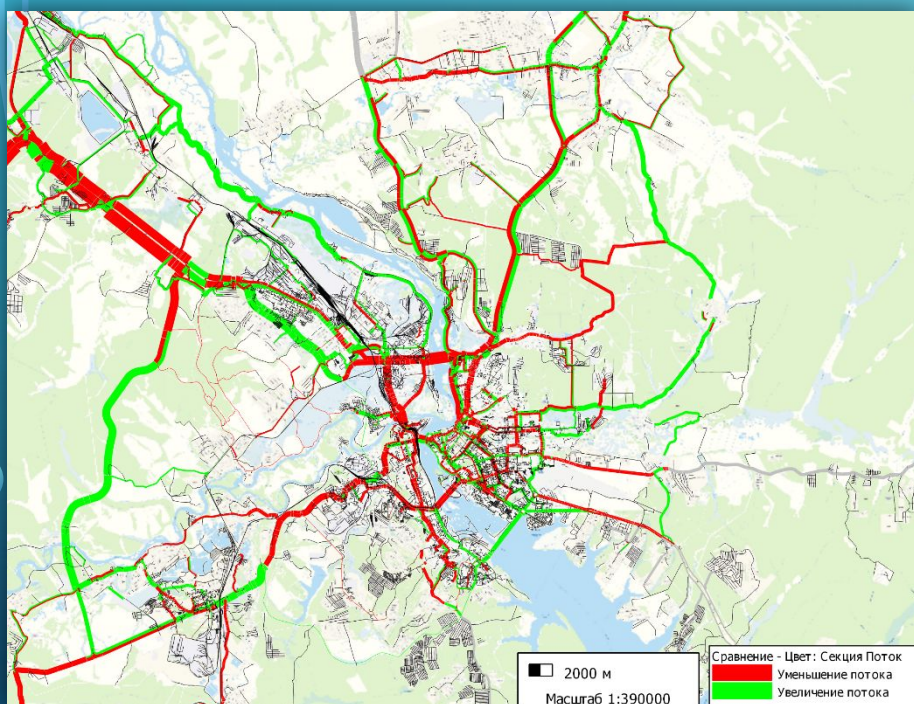 2000 м
Масштаб 1:390000
Сравнение - Цвет: Секция Поток
Уменьшение потока
Увеличение потока